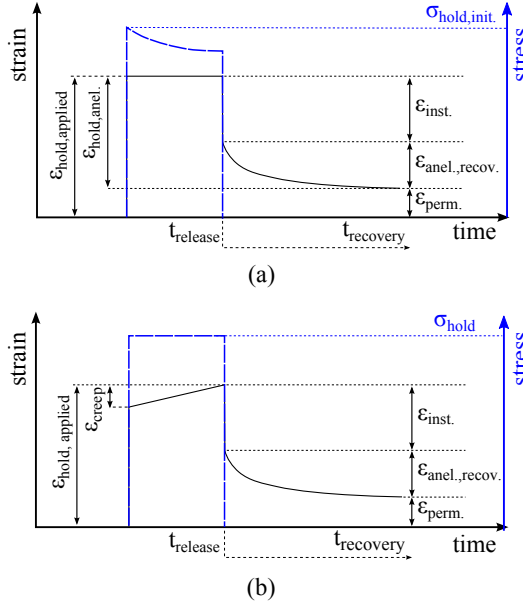 σhold,init.
strain
stress
εhold,applied
εhold,anel.
εinst.
εanel.,recov.
εperm.
trelease
trecovery
time
(a)
σhold
strain
stress
εhold, applied
εcreep
εinst.
εanel.,recov.
εperm.
trelease
trecovery
time
(b)